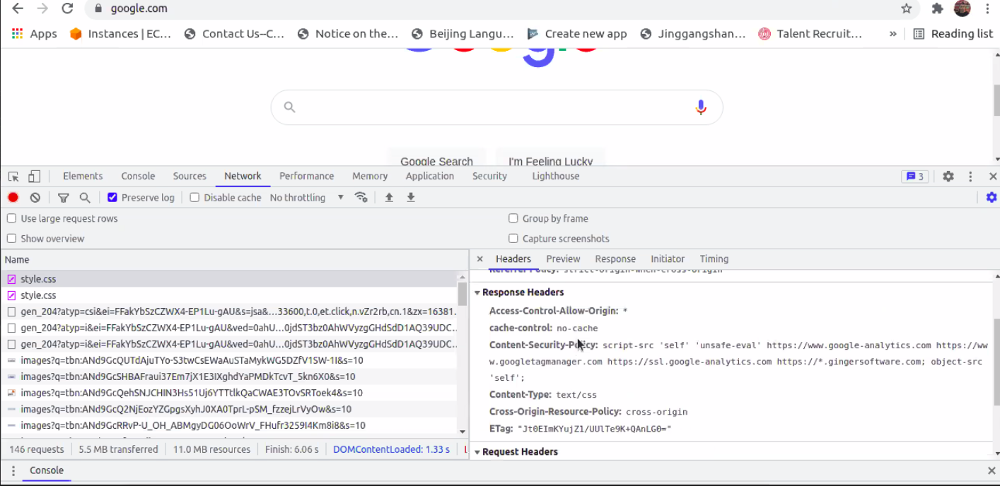 google.com
Apps Instances | EC... Contact Us--C... Notice on the... Beijing Langu... Create new app Jinggangshan... Talent Recruit... » Reading list
Google Search I'm Feeling Lucky
Elements Console Sources Network Performance Memory Application Security Lighthouse 3
Preserve log Disable cache No throttling
Use large request rows Group by frame
Show overview Capture screenshots
Name Headers Preview Response Initiator Timing
Referrer Policy: strict-origin-when-cross-origin
style.css
style.css
gen_204?atyp=csi&ei=FFakYbSzCZWX4-EP1Lu-gAU&s=jsa&...33600,t.0,et.click,n.vZr2rb,cn.1&zx=16381...
gen_204?atyp=i&ei=FFakYbSzCZWX4-EP1Lu-gAU&ved=0ahU...0jdST3bz0AhWVyzgGHdSdD1AQ39UDC...
gen_204?atyp=i&ei=FFakYbSzCZWX4-EP1Lu-gAU&ved=0ahU...0jdST3bz0AhWVyzgGHdSdD1AQ39UDC...
images?q=tbn:ANd9GcQUTdAjuTYo-S3twCsEWaAuSTaMykWG5DZfV1SW-1I&s=10
images?q=tbn:ANd9GcSHBAFraui37Em7jX1E3IXghdYaPMDkTcvT_5kn6X0&s=10
images?q=tbn:ANd9GcQehSNJCHIN3Hs51Uj6YTTtlkQaCWAE3TOvSRToek4&s=10
images?q=tbn:ANd9GcQ2NjEozYZGpgsXyhJ0XA0TprL-pSM_fzzejLrVyOw&s=10
images?q=tbn:ANd9GcRRvP-U_OH_ABMgyDG06OoWrV_FHufr3259I4Km8i8&s=10
Response Headers
Access-Control-Allow-Origin: *
cache-control: no-cache
Content-Security-Policy: script-src 'self' 'unsafe-eval' https://www.google-analytics.com https://ww
w.googletagmanager.com https://ssl.google-analytics.com https://*.gingersoftware.com; object-src
'self';
Content-Type: text/css
Cross-Origin-Resource-Policy: cross-origin
ETag: "Jt0EImKYujZ1/UUlTe9K+QAnLG0="
Request Headers
146 requests 5.5 MB transferred 11.0 MB resources Finish: 6.06 s DOMContentLoaded: 1.33 s
Console